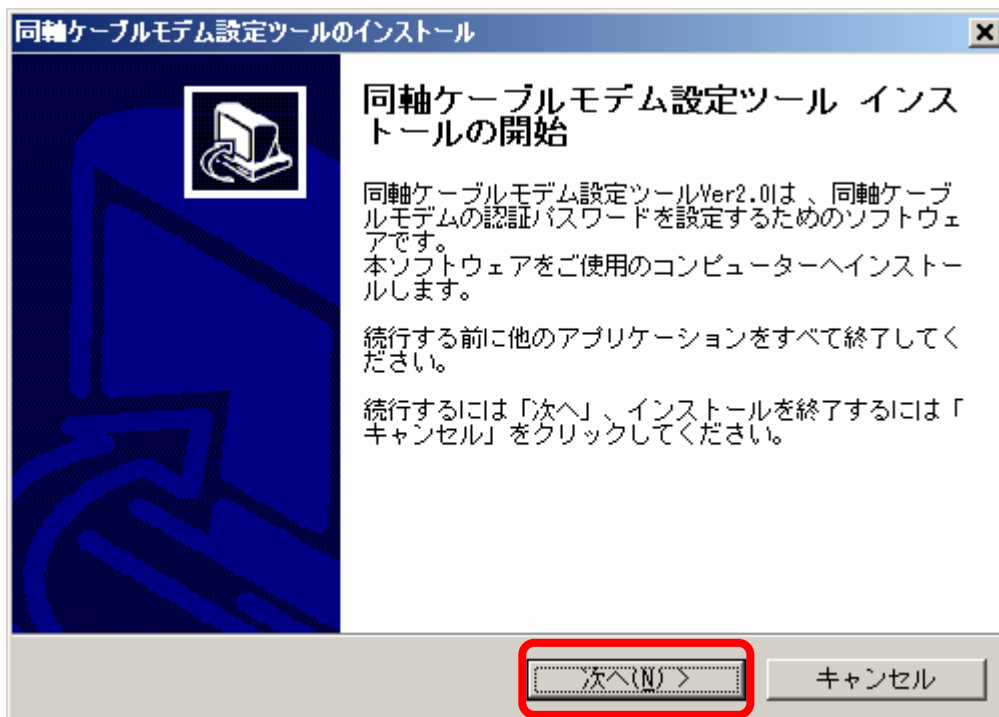 同軸ケーブルモデム設定ツールのインストール
同軸ケーブルモデム設定ツール インス
トールの開始
同軸ケーブルモデム設定ツールVer2.0は、同軸ケーブ
ルモデムの認証パスワードを設定するためのソフトウェ
アです。
本ソフトウェアをご使用のコンピューターへインストー
ルします。
続行する前に他のアプリケーションをすべて終了してく
ださい。
続行するには「次へ」、インストールを終了するには「
キャンセル」をクリックしてください。
次へ(N) >
キャンセル